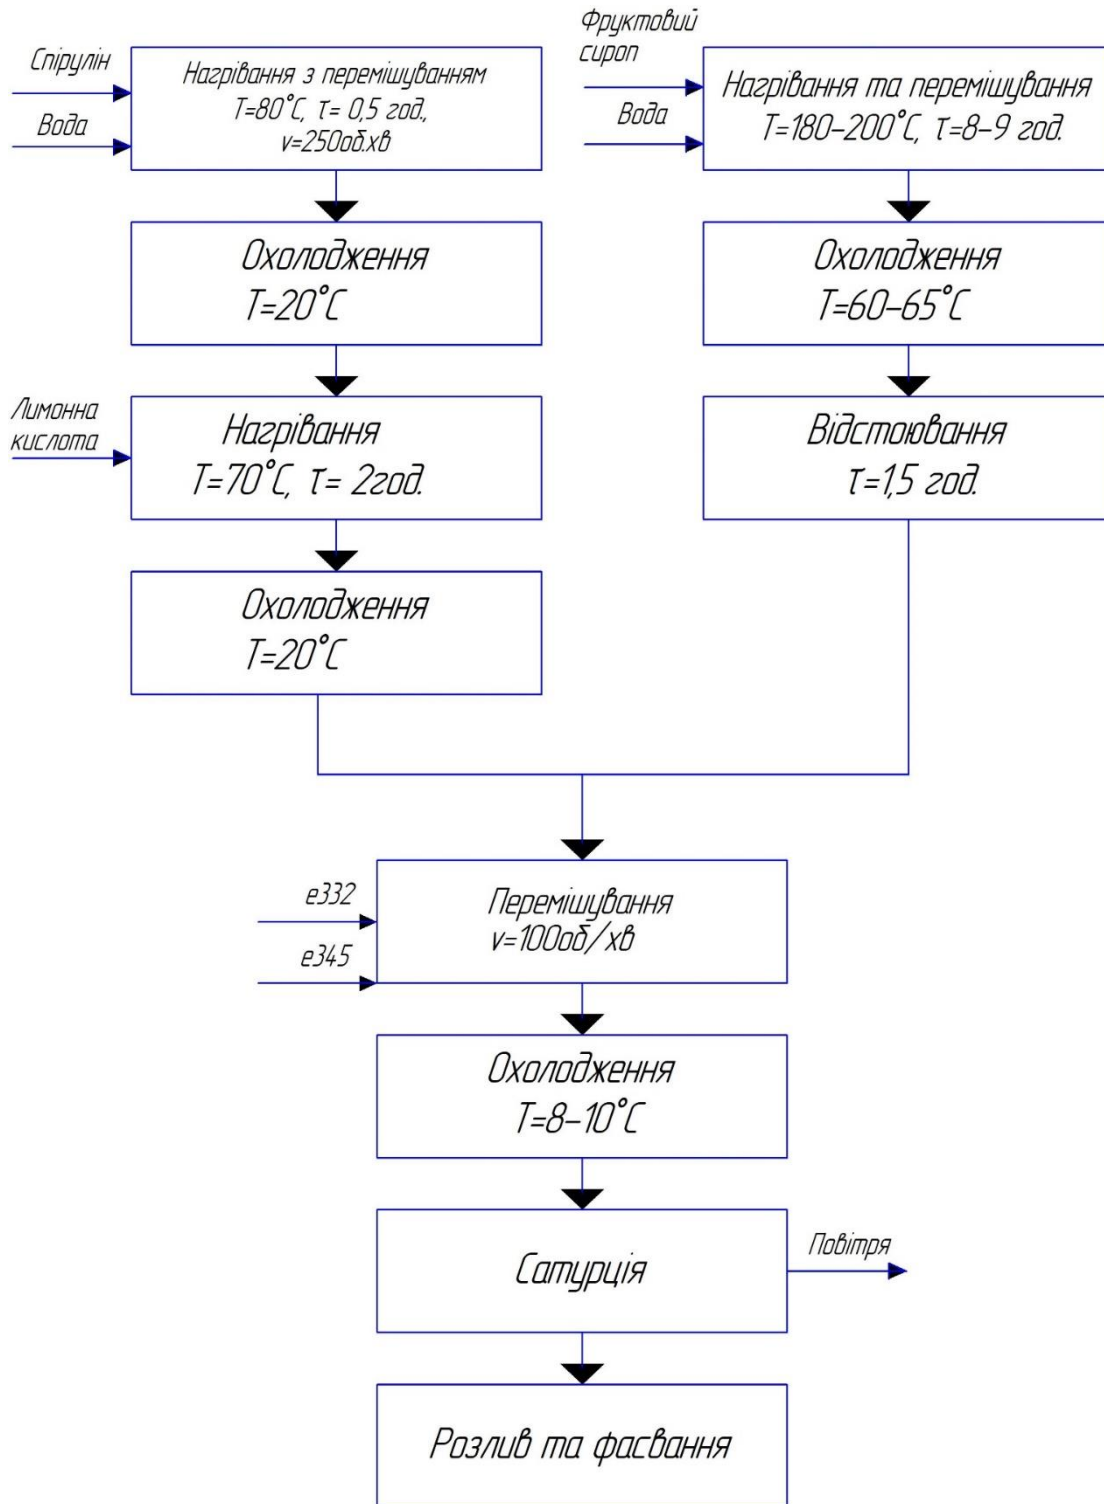 Спірулін
Вода
Нагрівання з перемішуванням
T=80°C, τ= 0,5 год.,
v=250об.хв
Охолодження
T=20°C
Лимонна
кислота
Нагрівання
T=70°C, τ= 2год.
Охолодження
T=20°C
Фруктовий
сироп
Вода
Нагрівання та перемішування
T=180-200°C, τ=8-9 год.
Охолодження
T=60-65°C
Відстоювання
τ=1,5 год.
е332
е345
Перемішування
v=100об/хв
Охолодження
T=8-10°C
Сатурція
Повітря
Розлив та фасвання